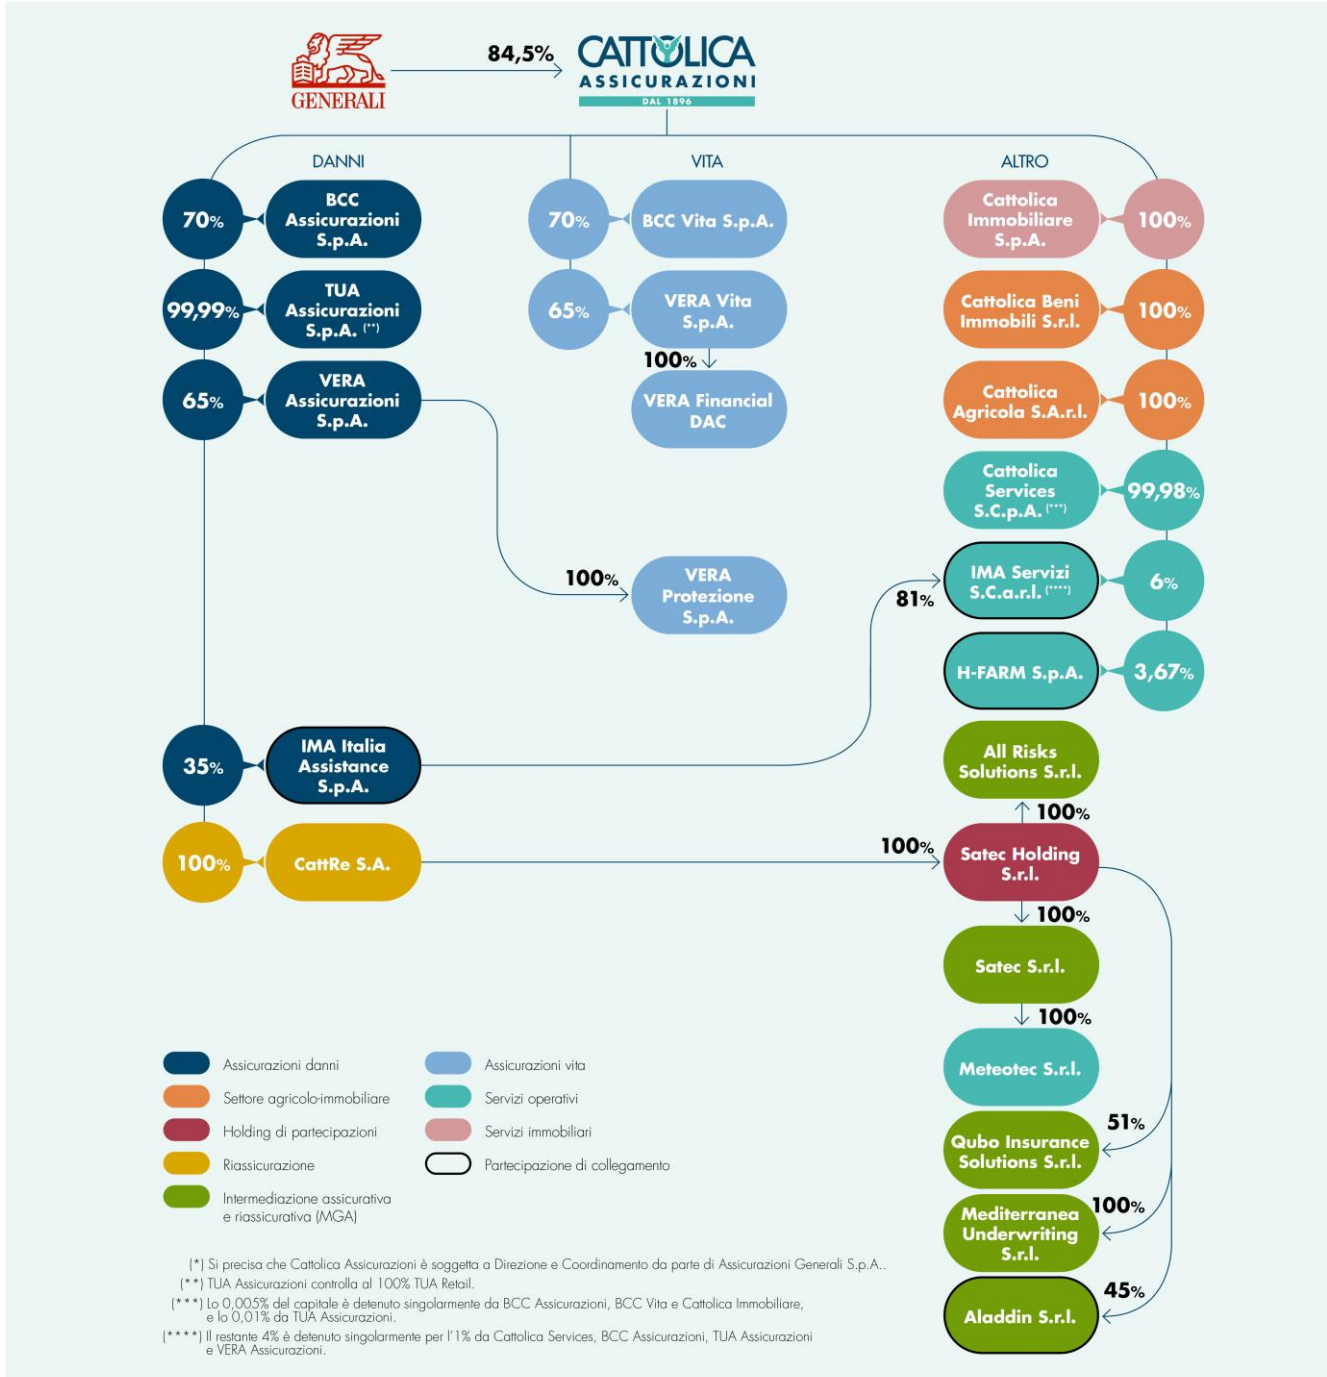 GENERALI
84,5%
CATTOLICA
ASSICURAZIONI
DAL 1896
DANNI
VITA
ALTRO
70%
BCC
Assicurazioni
S.p.A.
99,99%
TUA
Assicurazioni
S.p.A. (**)
65%
VERA
Assicurazioni
S.p.A.
70%
BCC Vita S.p.A.
65%
VERA Vita
S.p.A.
100%
VERA Financial
DAC
100%
VERA
Protezione
S.p.A.
Cattolica
Immobiliare
S.p.A.
100%
Cattolica Beni
Immobili S.r.l.
100%
Cattolica
Agricola S.A.r.l.
100%
Cattolica
Services
S.C.p.A. (***)
99,98%
81%
IMA Servizi
S.C.a.r.l. (****)
6%
H-FARM S.p.A.
3,67%
35%
IMA Italia
Assistance
S.p.A.
100%
CattRe S.A.
All Risks
Solutions S.r.l.
100%
100%
Satec Holding
S.r.l.
100%
Satec S.r.l.
100%
Meteotec S.r.l.
51%
Qubo Insurance
Solutions S.r.l.
100%
Mediterranea
Underwriting
S.r.l.
45%
Aladdin S.r.l.
Assicurazioni danni
Settore agricolo-immobiliare
Holding di partecipazioni
Riassicurazione
Intermediazione assicurativa
e riassicurativa (MGA)
Assicurazioni vita
Servizi operativi
Servizi immobiliari
Partecipazione di collegamento
(*) Si precisa che Cattolica Assicurazioni è soggetta a Direzione e Coordinamento da parte di Assicurazioni Generali S.p.A..
(**) TUA Assicurazioni controlla al 100% TUA Retail.
(***) Lo 0,005% del capitale è detenuto singolarmente da BCC Assicurazioni, BCC Vita e Cattolica Immobiliare,
e lo 0,01% da TUA Assicurazioni.
(****) Il restante 4% è detenuto singolarmente per l'1% da Cattolica Services, BCC Assicurazioni, TUA Assicurazioni
e VERA Assicurazioni.